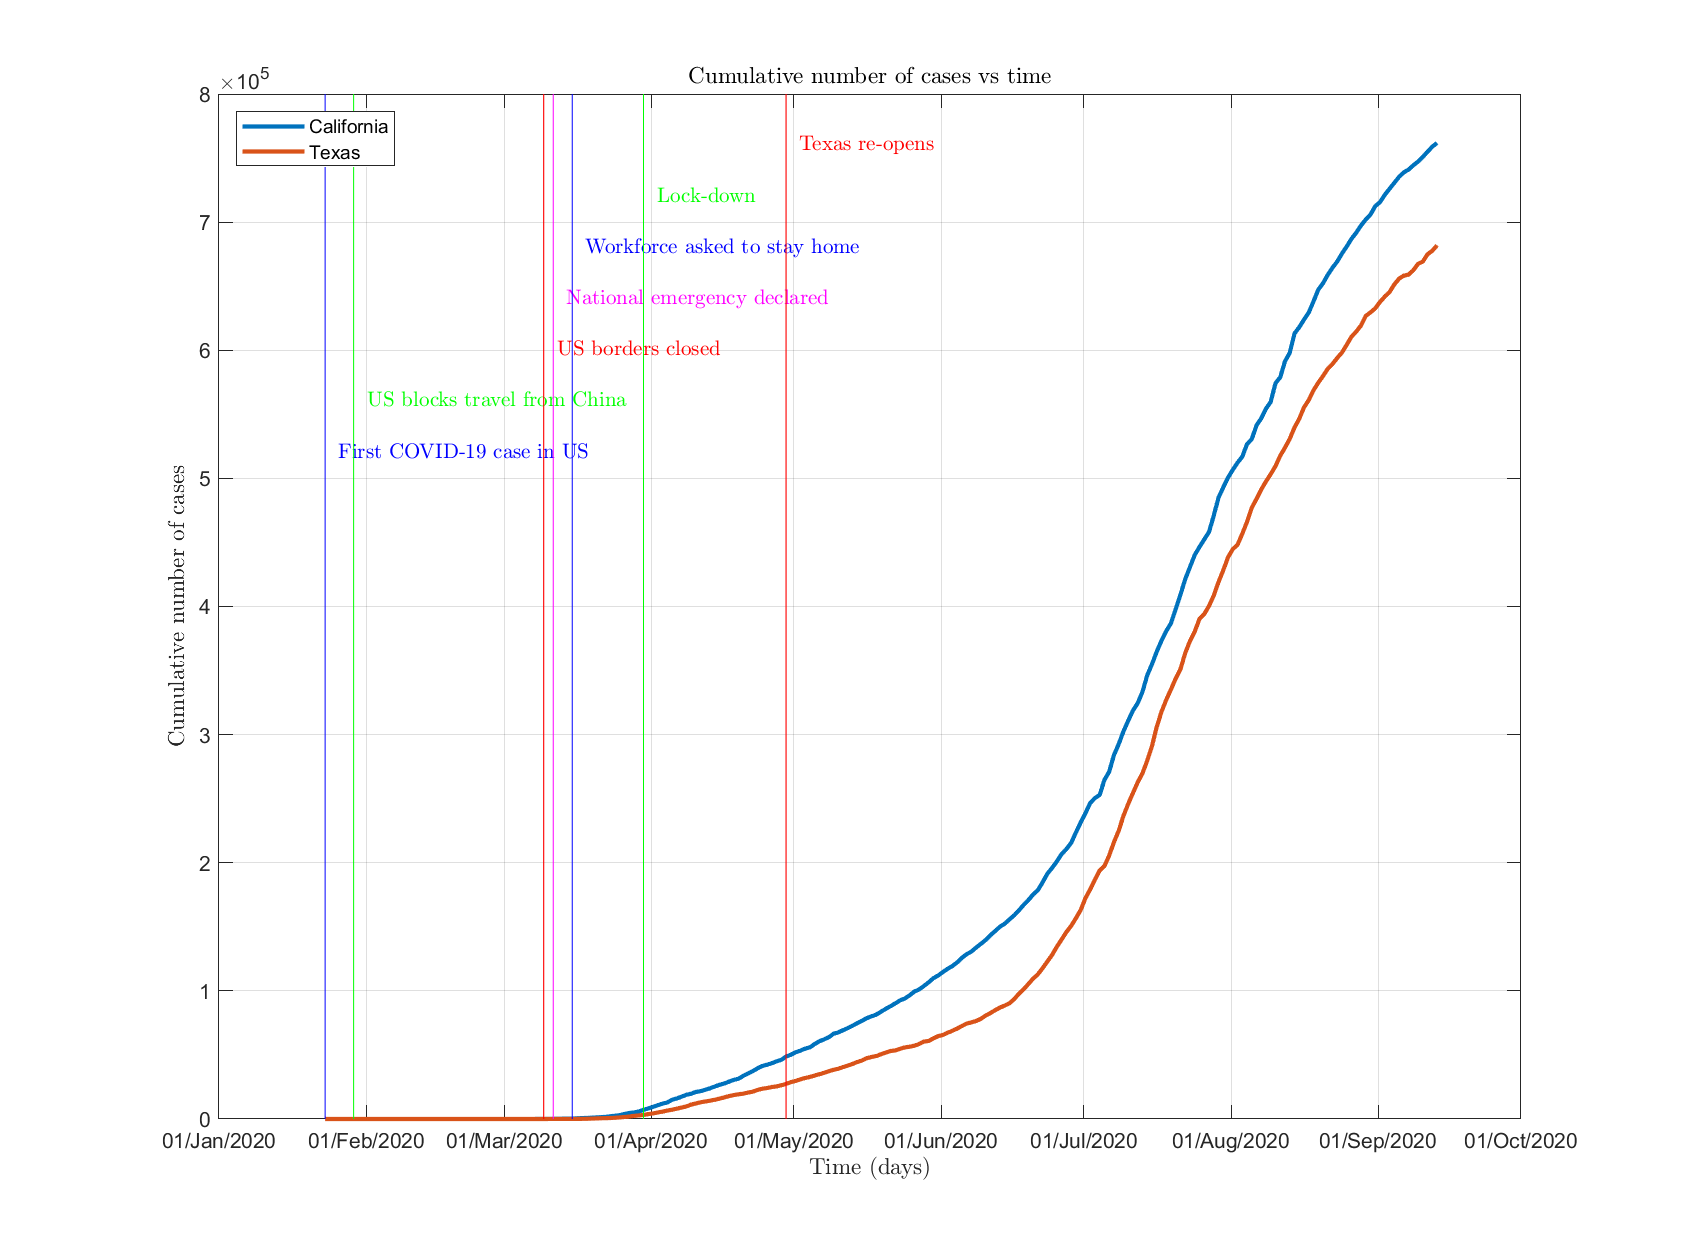 Cumulative number of cases vs time
×10^5
8
7
6
5
4
3
2
1
0
California
Texas
Texas re-opens
Lock-down
Workforce asked to stay home
National emergency declared
US borders closed
US blocks travel from China
First COVID-19 case in US
Cumulative number of cases
01/Jan/2020 01/Feb/2020 01/Mar/2020 01/Apr/2020 01/May/2020 01/Jun/2020 01/Jul/2020 01/Aug/2020 01/Sep/2020 01/Oct/2020
Time (days)